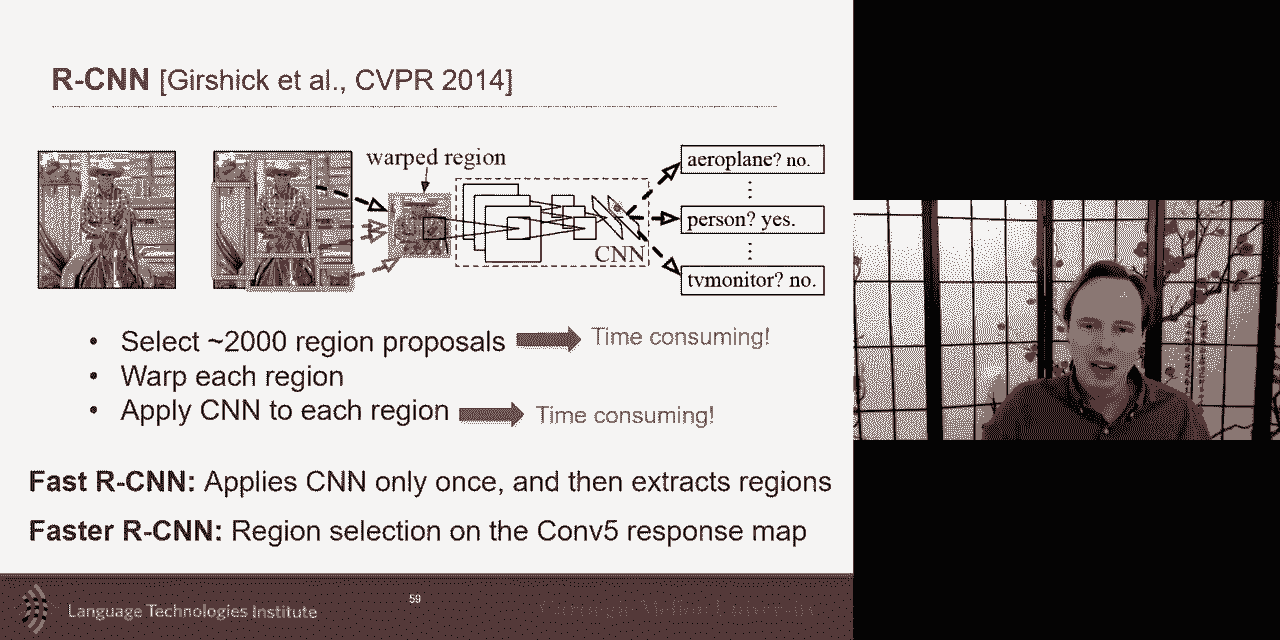 R-CNN [Girshick et al., CVPR 2014]
warped region
aeroplane? no.
person? yes.
CNN
tvmonitor? no.
• Select ~2000 region proposals Time consuming!
• Warp each region
• Apply CNN to each region Time consuming!
Fast R-CNN: Applies CNN only once, and then extracts regions
Faster R-CNN: Region selection on the Conv5 response map
59
Language Technologies Institute
Carnegie Mellon University